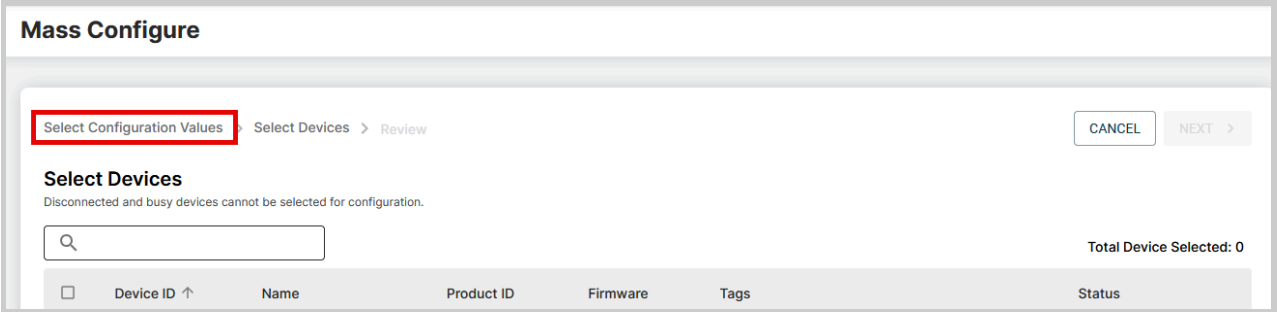 Mass Configure
Select Configuration Values > Select Devices > Review
CANCEL
NEXT >
Select Devices
Disconnected and busy devices cannot be selected for configuration.
Total Device Selected: 0
Device ID ↑ Name Product ID Firmware Tags Status